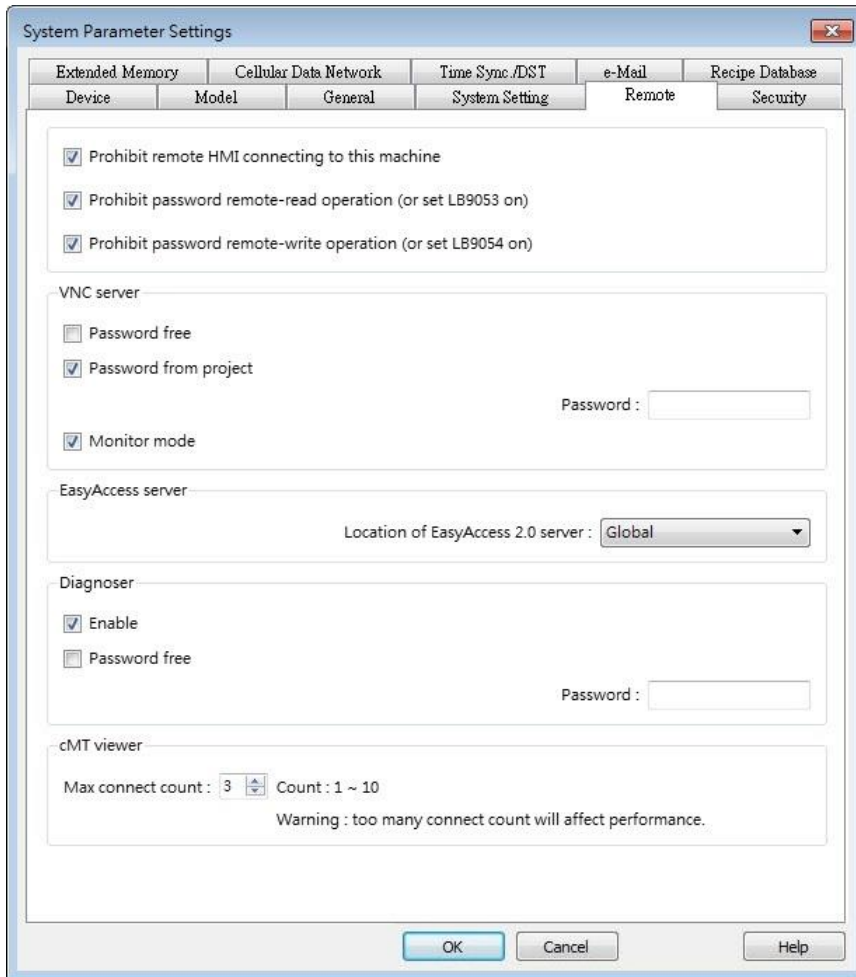 System Parameter Settings
Extended Memory Cellular Data Network Time Sync./DST e-Mail Recipe Database
Device Model General System Setting Remote Security
Prohibit remote HMI connecting to this machine
Prohibit password remote-read operation (or set LB9053 on)
Prohibit password remote-write operation (or set LB9054 on)
VNC server
Password free
Password from project
Password :
Monitor mode
EasyAccess server
Location of EasyAccess 2.0 server : Global
Diagnoser
Enable
Password free
Password :
cMT viewer
Max connect count : 3 Count : 1 ~ 10
Warning : too many connect count will affect performance.
OK Cancel Help